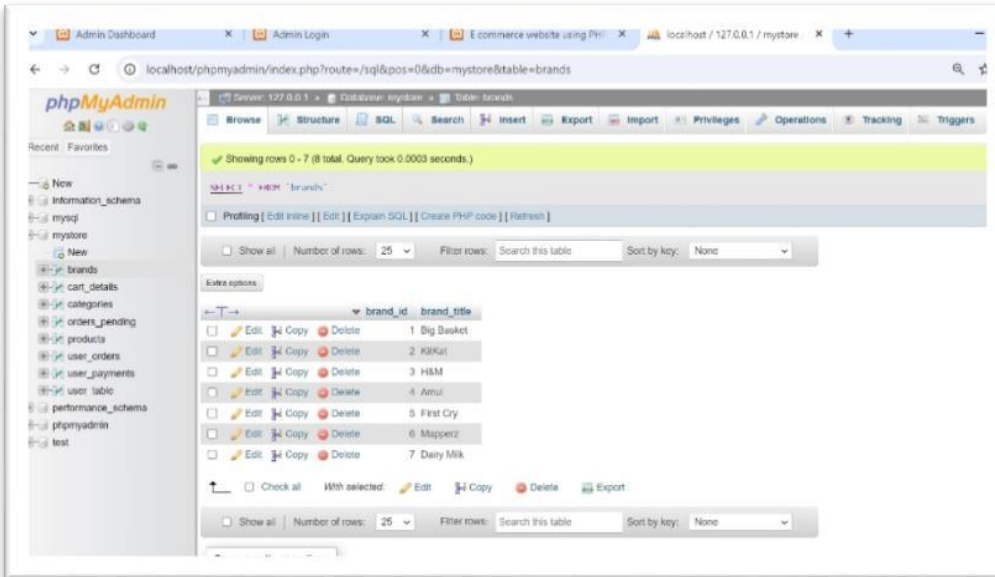 Admin Dashboard × Admin Login × E commerce website using PHP × localhost / 127.0.0.1 / mystore × +
localhost/phpmyadmin/index.php?route=/sql&pos=0&db=mystore&table=brands
phpMyAdmin
Recent Favorites
New
information_schema
mysql
mystore
New
brands
cart_details
categories
orders_pending
products
user_orders
user_payments
user_table
performance_schema
phpmyadmin
test
Server: 127.0.0.1 » Database: mystore » Table: brands
Browse Structure SQL Search Insert Export Import Privileges Operations Tracking Triggers
Showing rows 0 - 7 (8 total, Query took 0.0003 seconds.)
SELECT * FROM `brands`
Profiling [ Edit inline ] [ Edit ] [ Explain SQL ] [ Create PHP code ] [ Refresh ]
Show all Number of rows: 25 Filter rows: Search this table Sort by key: None
Extra options
←T→ brand_id brand_title
Edit Copy Delete 1 Big Basket
Edit Copy Delete 2 KitKat
Edit Copy Delete 3 H&M
Edit Copy Delete 4 Amul
Edit Copy Delete 5 First Cry
Edit Copy Delete 6 Mapperz
Edit Copy Delete 7 Dairy Milk
Check all With selected: Edit Copy Delete Export
Show all Number of rows: 25 Filter rows: Search this table Sort by key: None